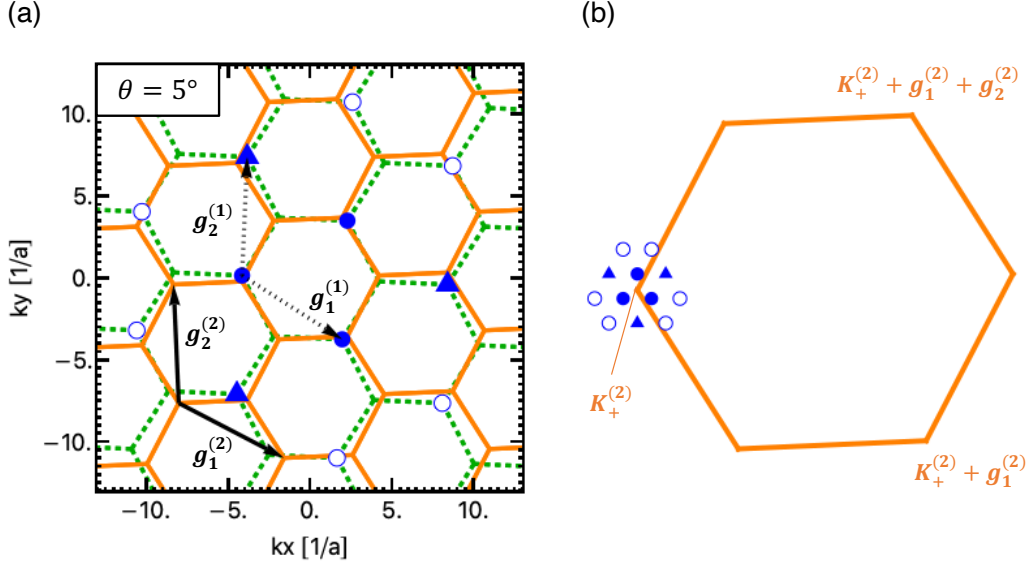 (a)
θ = 5°
10.
5.
0.
−5.
−10.
ky [1/a]
−10.
−5.
0.
5.
10.
kx [1/a]
g₂⁽¹⁾
g₁⁽¹⁾
g₂⁽²⁾
g₁⁽²⁾
(b)
K₊⁽²⁾ + g₁⁽²⁾ + g₂⁽²⁾
K₊⁽²⁾
K₊⁽²⁾ + g₁⁽²⁾